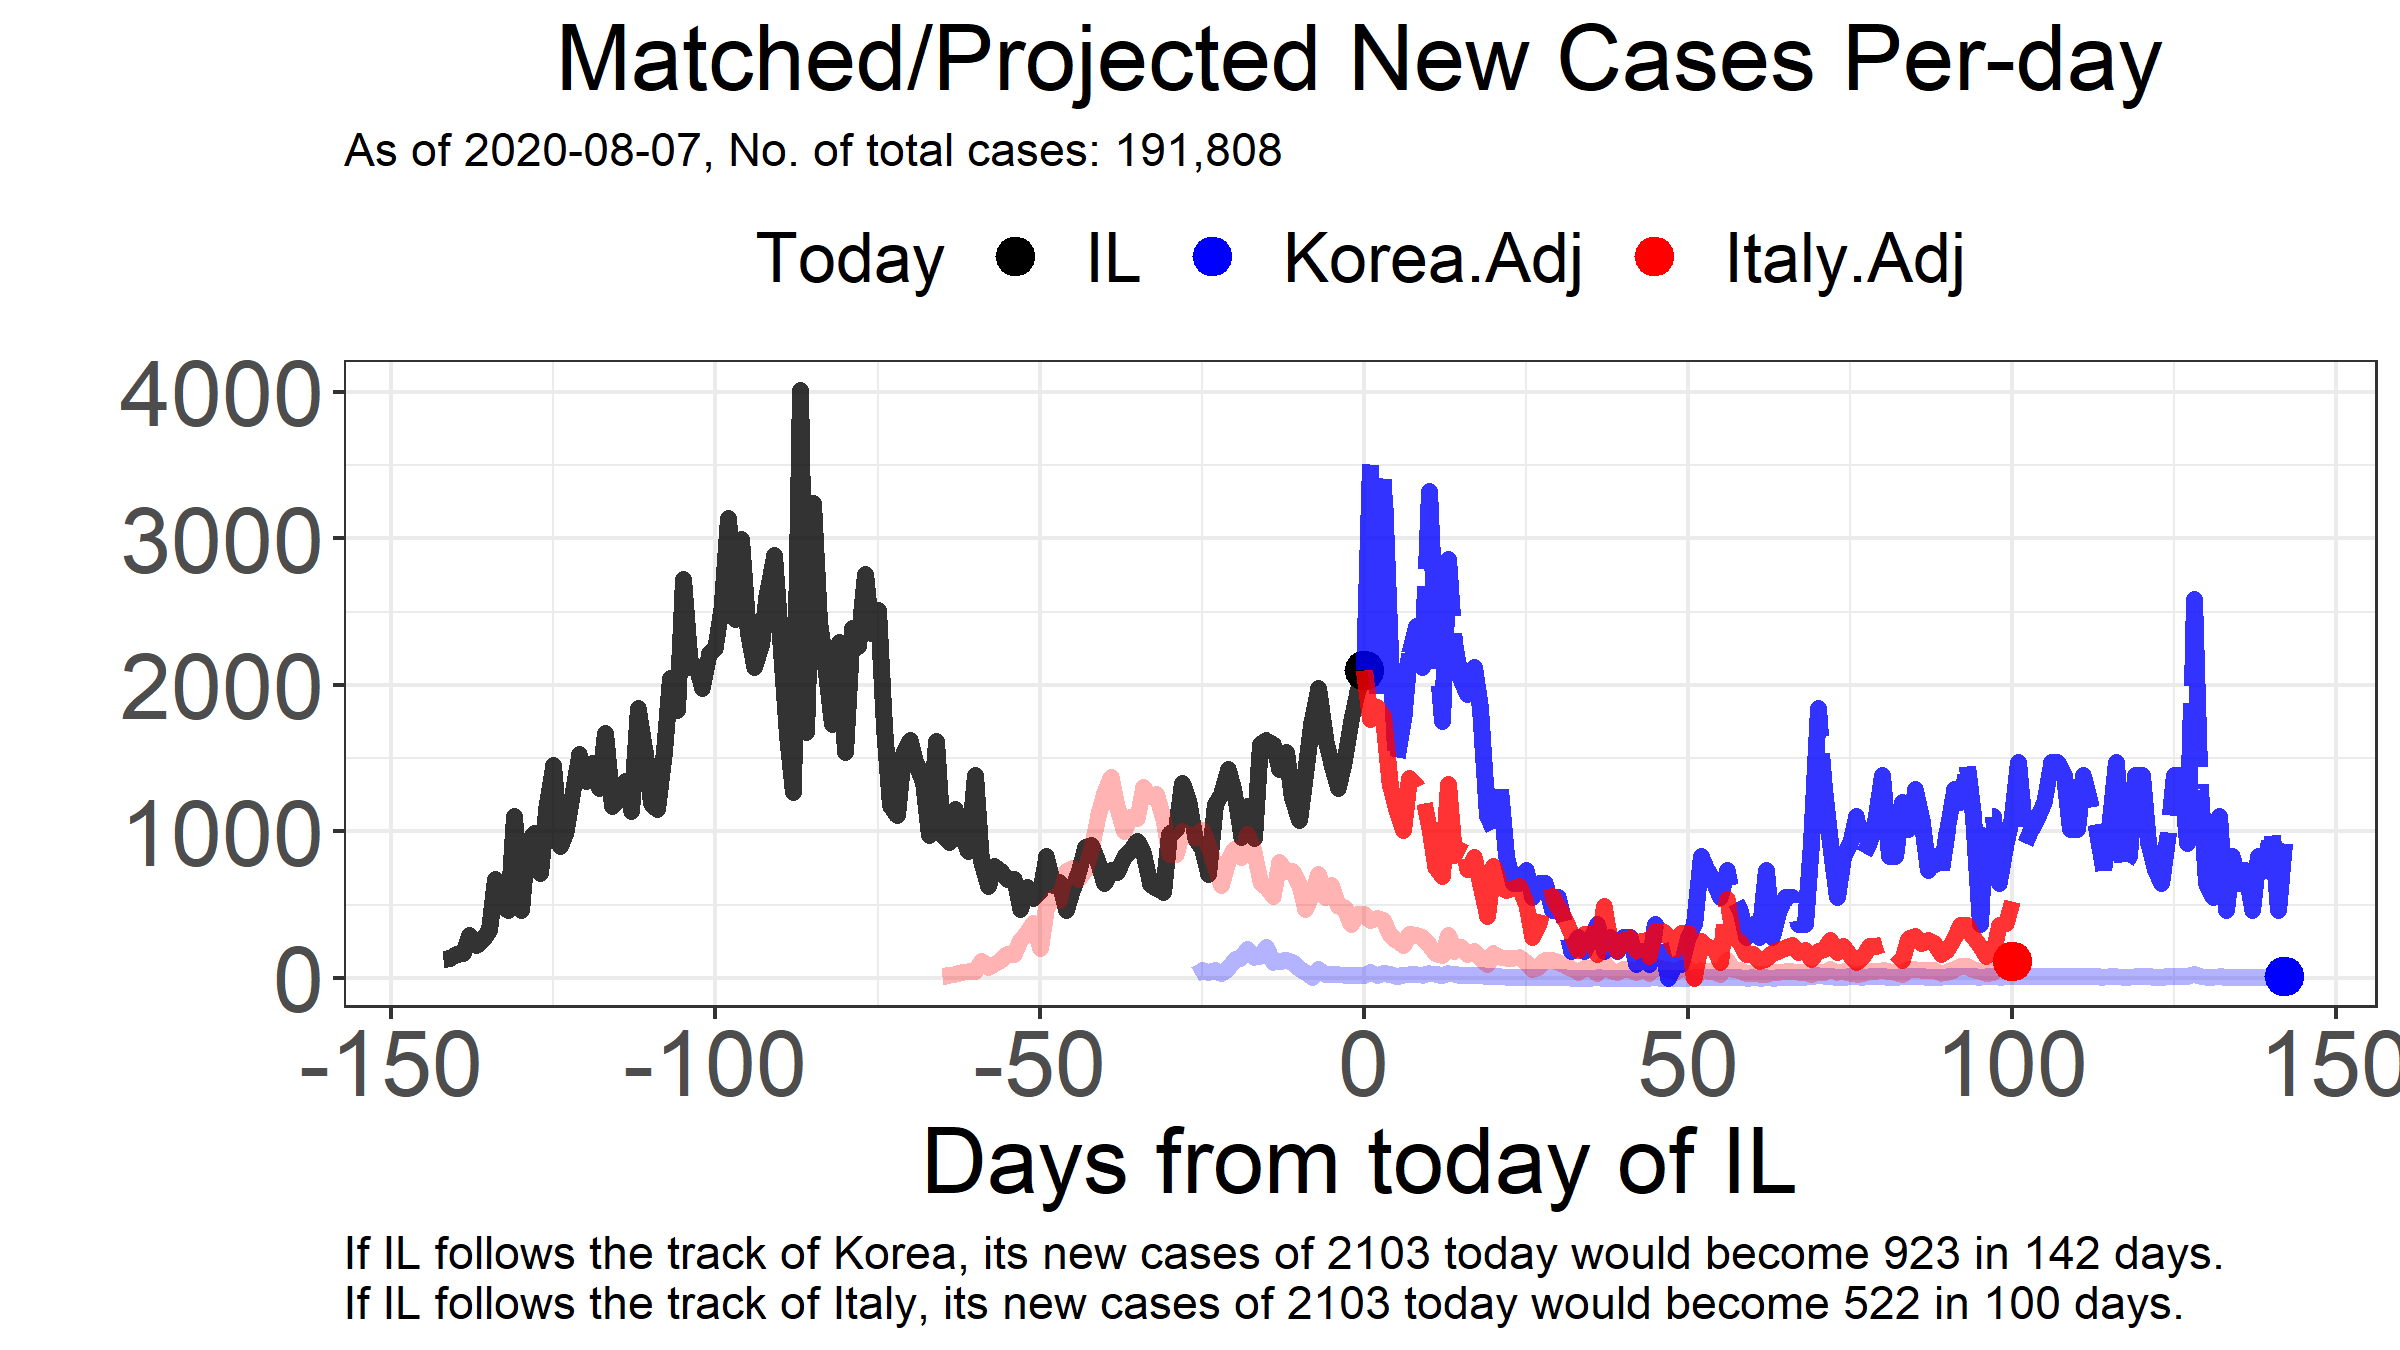 Matched/Projected New Cases Per-day
As of 2020-08-07, No. of total cases: 191,808
Today IL Korea.Adj Italy.Adj
4000
3000
2000
1000
0
-150 -100 -50 0 50 100 150
Days from today of IL
If IL follows the track of Korea, its new cases of 2103 today would become 923 in 142 days.
If IL follows the track of Italy, its new cases of 2103 today would become 522 in 100 days.